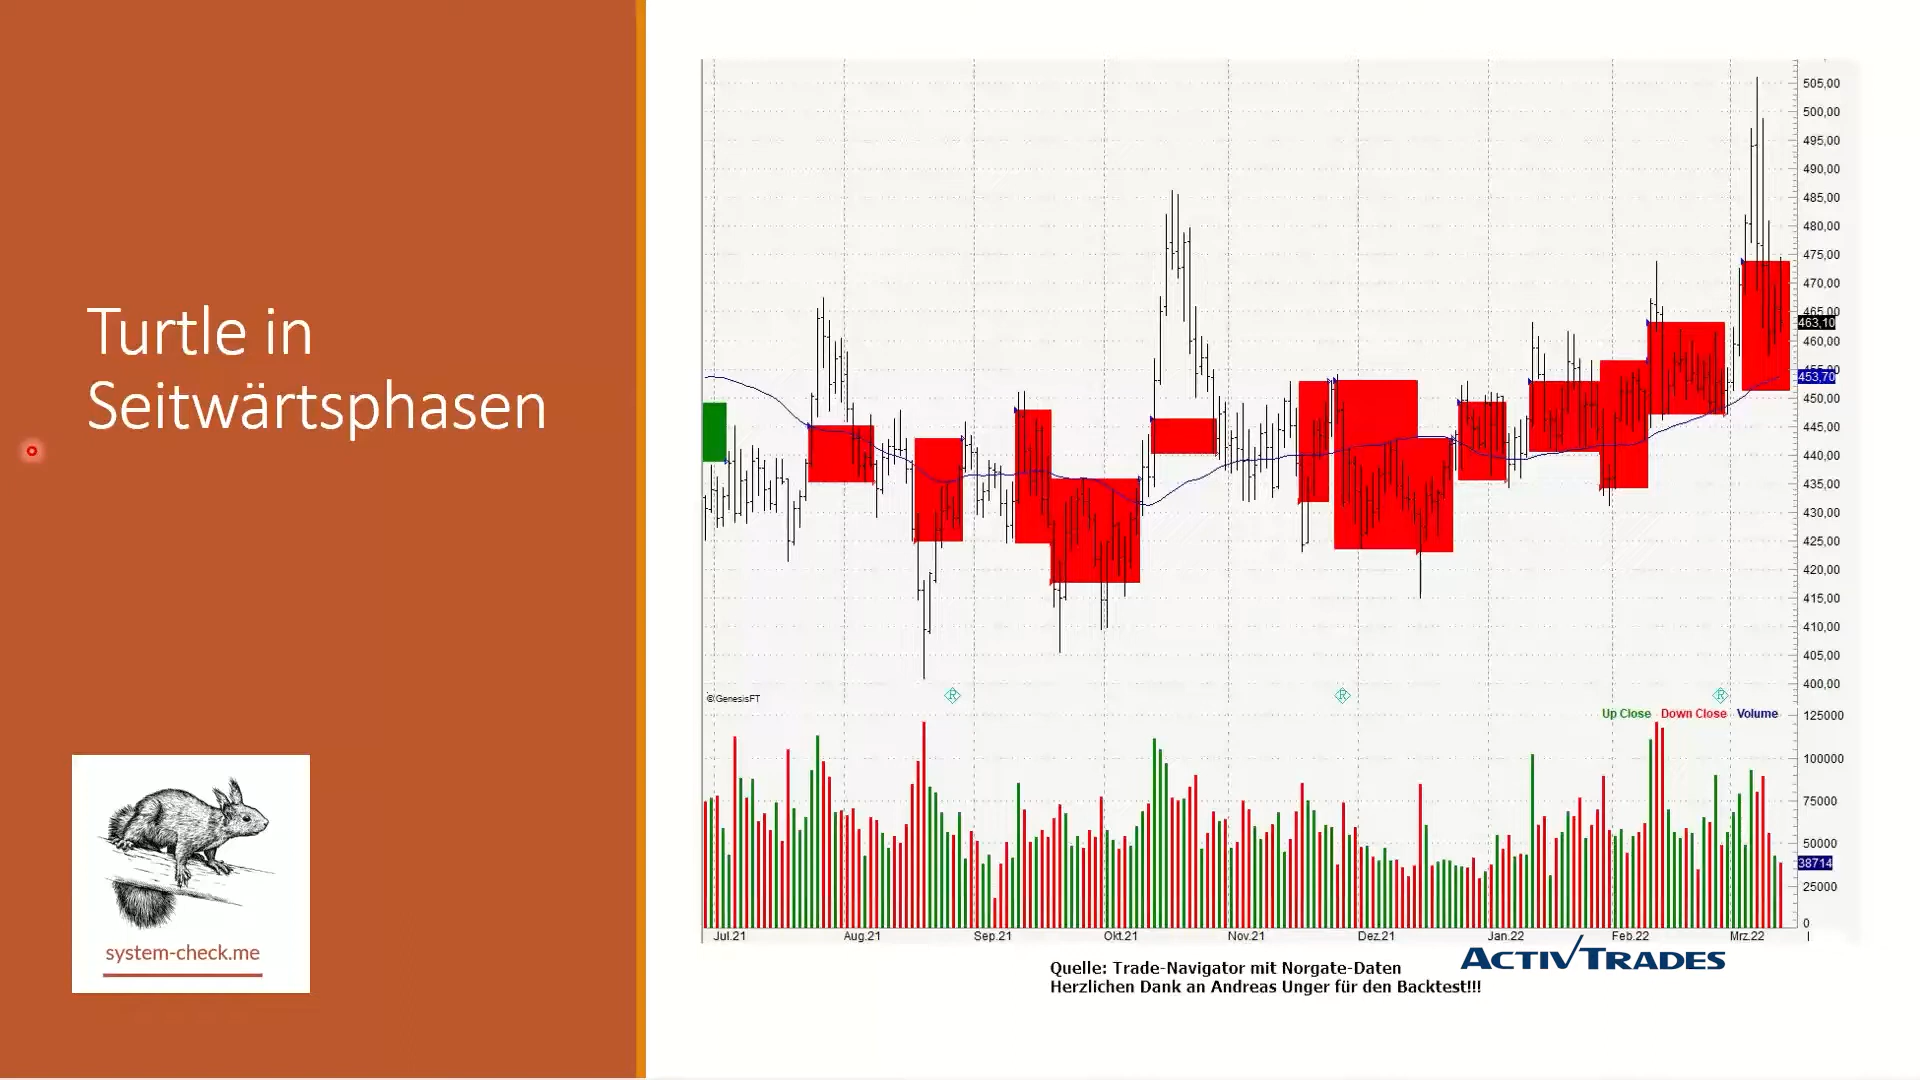 Turtle in
Seitwärtsphasen
system-check.me
505,00
500,00
495,00
490,00
485,00
480,00
475,00
470,00
465,00
463,10
460,00
455,00
453,70
450,00
445,00
440,00
435,00
430,00
425,00
420,00
415,00
410,00
405,00
400,00
©GenesisFT
R
R
R
Up Close Down Close Volume
125000
100000
75000
50000
38714
25000
0
Jul.21 Aug.21 Sep.21 Okt.21 Nov.21 Dez.21 Jan.22 Feb.22 Mrz.22
ACTIVTRADES
Quelle: Trade-Navigator mit Norgate-Daten
Herzlichen Dank an Andreas Unger für den Backtest!!!